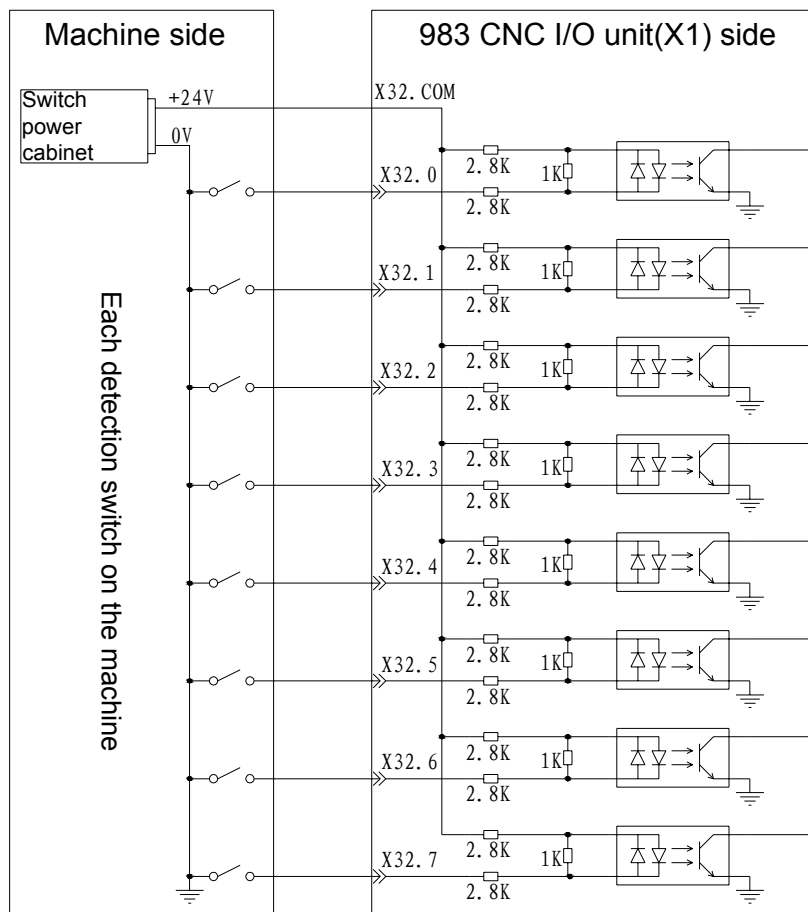 Machine side
983 CNC I/O unit(X1) side
Switch
power
cabinet
+24V
0V
X32.COM
Each detection switch on the machine
X32.0
2.8K
2.8K
1K
X32.1
2.8K
2.8K
1K
X32.2
2.8K
2.8K
1K
X32.3
2.8K
2.8K
1K
X32.4
2.8K
2.8K
1K
X32.5
2.8K
2.8K
1K
X32.6
2.8K
2.8K
1K
X32.7
2.8K
2.8K
1K